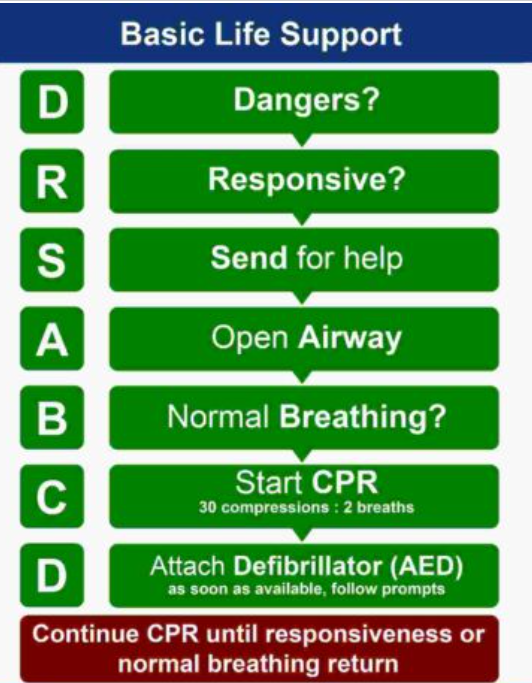 Basic Life Support
D
Dangers?
R
Responsive?
S
Send for help
A
Open Airway
B
Normal Breathing?
C
Start CPR
30 compressions : 2 breaths
D
Attach Defibrillator (AED)
as soon as available, follow prompts
Continue CPR until responsiveness or
normal breathing return